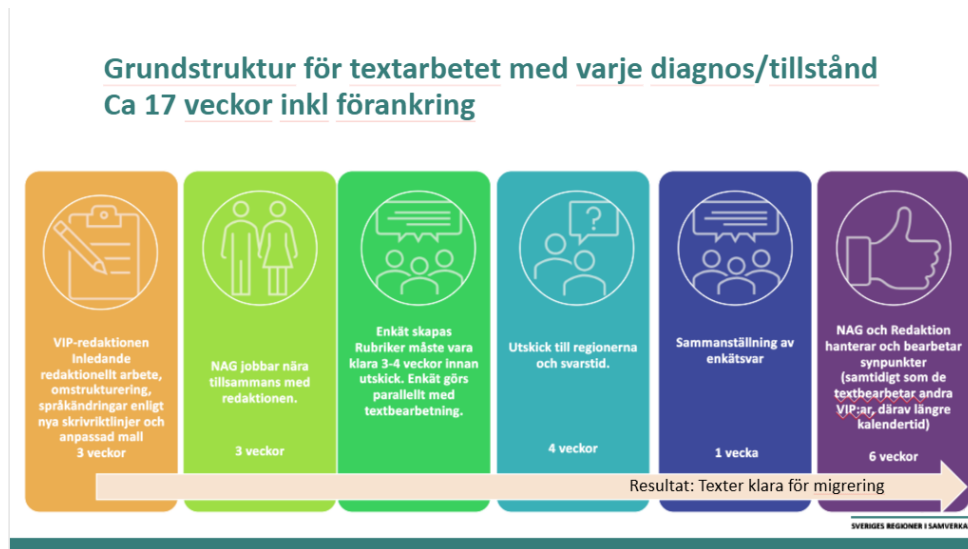 Grundstruktur för textarbetet med varje diagnos/tillstånd
Ca 17 veckor inkl förankring
VIP-redaktionen
Inledande
redaktionellt arbete,
omstrukturering,
språkändringar enligt
nya skrivriktlinjer och
anpassad mall
3 veckor
NAG jobbar nära
tillsammans med
redaktionen.
3 veckor
Enkät skapas
Rubriker måste vara
klara 3-4 veckor innan
utskick. Enkät görs
parallellt med
textbearbetning.
?
Utskick till regionerna
och svarstid.
4 veckor
Sammanställning av
enkätsvar
1 vecka
NAG och Redaktion
hanterar och bearbetar
synpunkter
(samtidigt som de
textbearbetar andra
VIP:ar, därav längre
kalendertid)
6 veckor
Resultat: Texter klara för migrering
SVERIGES REGIONER I SAMVERKA